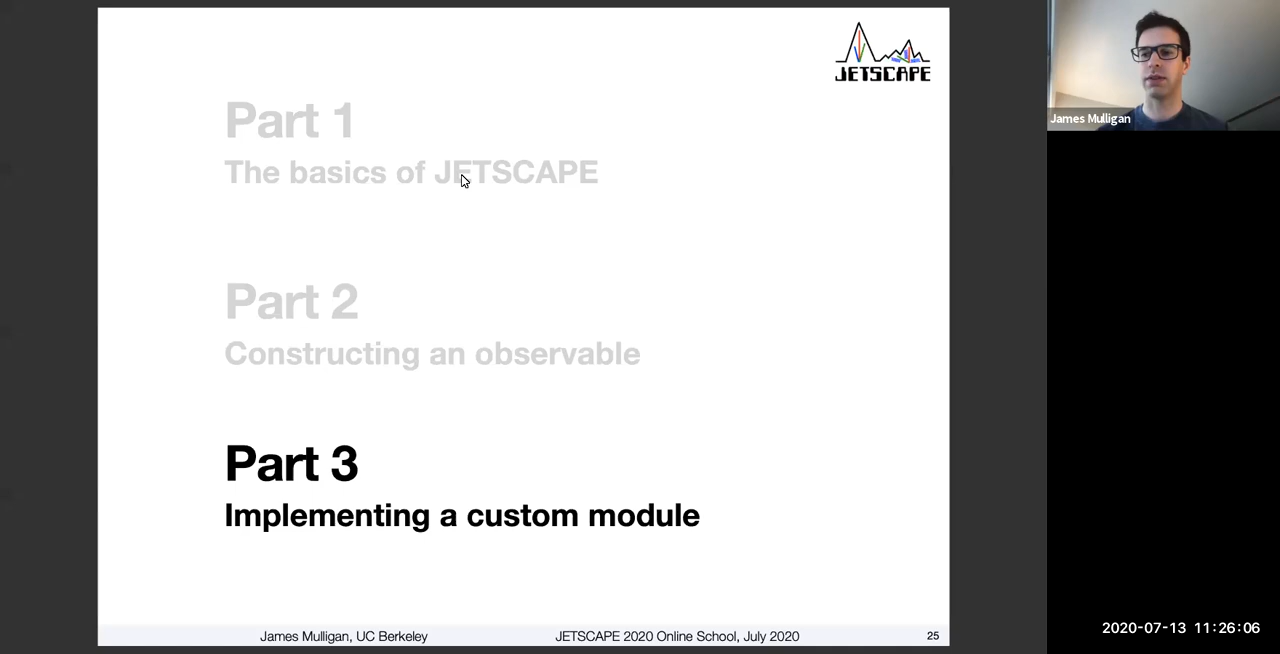 JETSCAPE
Part 1
The basics of JETSCAPE
Part 2
Constructing an observable
Part 3
Implementing a custom module
James Mulligan, UC Berkeley
JETSCAPE 2020 Online School, July 2020
25
James Mulligan
2020-07-13 11:26:06